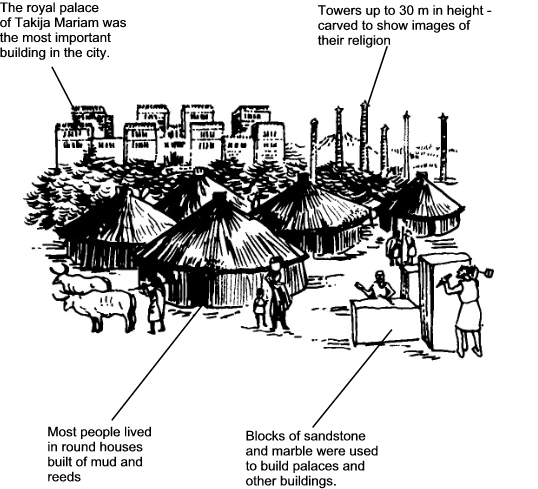 The royal palace
of Takija Mariam was
the most important
building in the city.
Towers up to 30 m in height -
carved to show images of
their religion
Most people lived
in round houses
built of mud and
reeds
Blocks of sandstone
and marble were used
to build palaces and
other buildings.